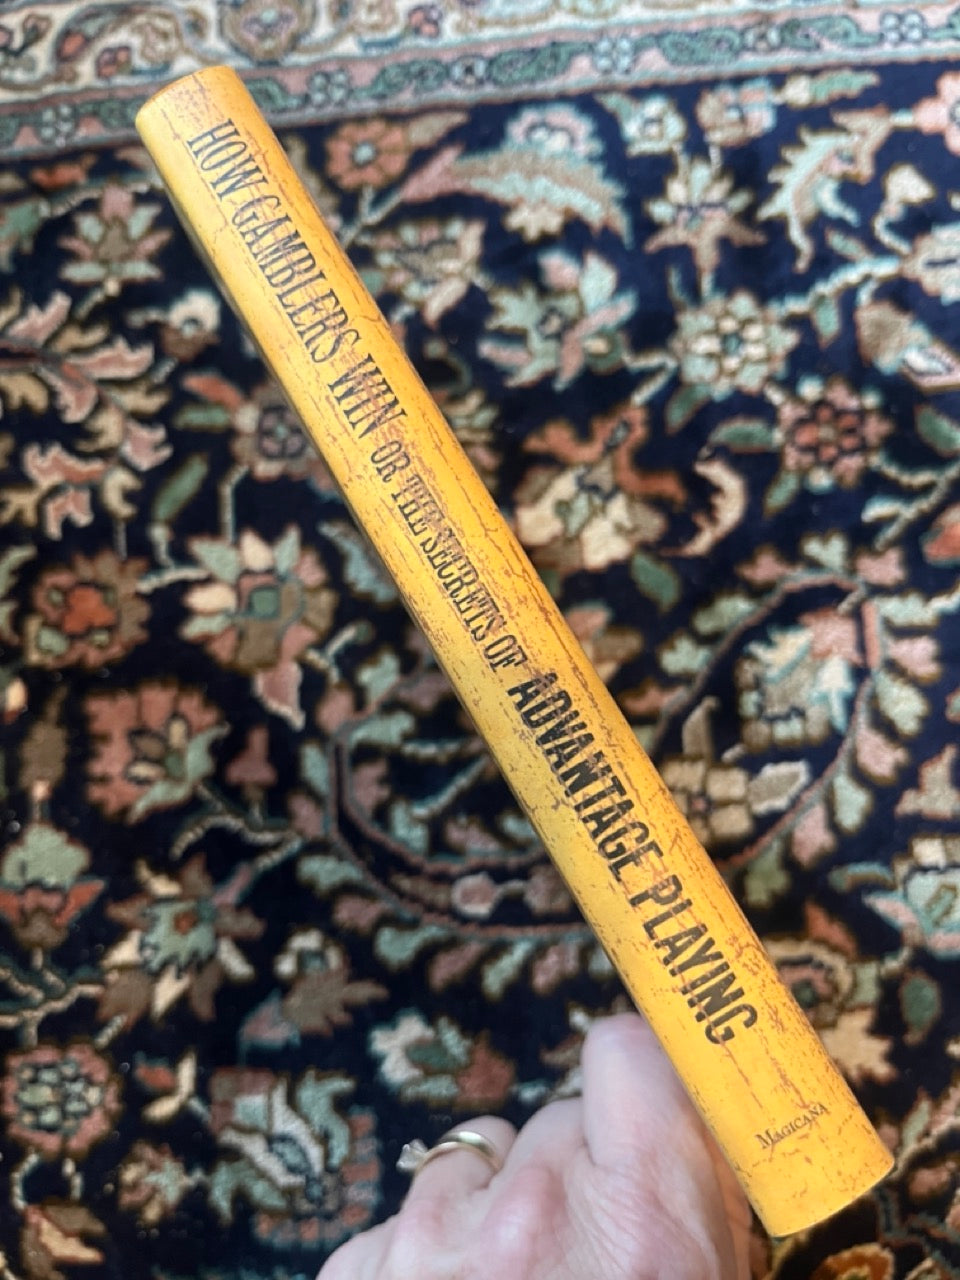 HOW GAMBLERS WIN OR THE SECRETS OF ADVANTAGE PLAYING
MAGICANA